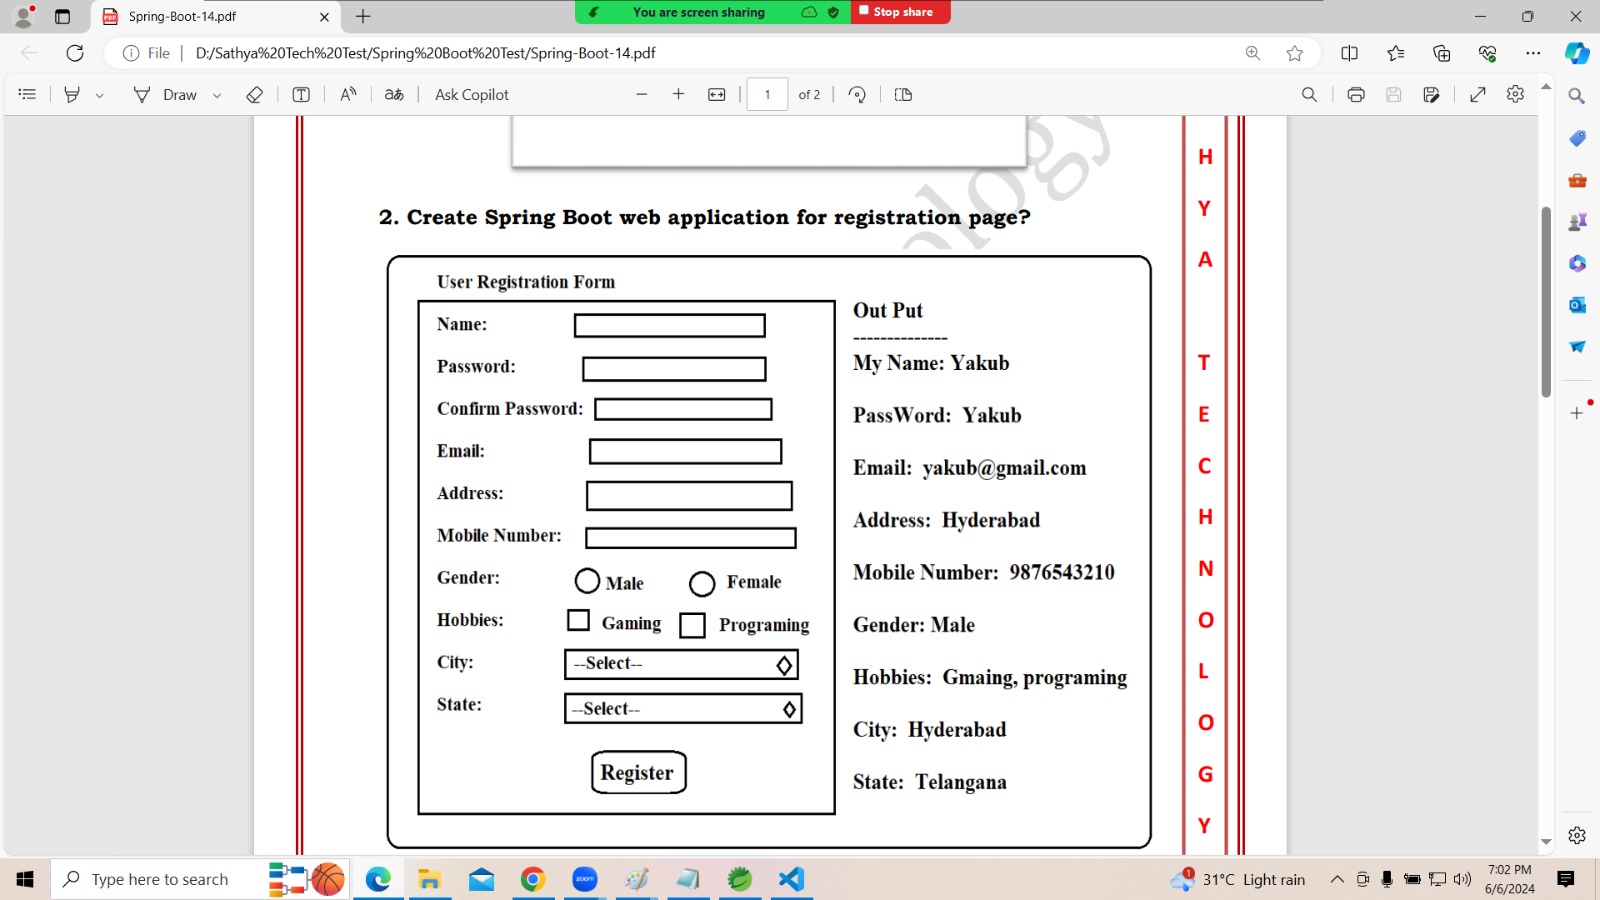 Spring-Boot-14.pdf
You are screen sharing
Stop share
File
D:/Sathya%20Tech%20Test/Spring%20Boot%20Test/Spring-Boot-14.pdf
Draw
Ask Copilot
1 of 2
ology
2. Create Spring Boot web application for registration page?
User Registration Form
Name:
Password:
Confirm Password:
Email:
Address:
Mobile Number:
Gender: Male Female
Hobbies: Gaming Programing
City: --Select--
State: --Select--
Register
Out Put
--------------
My Name: Yakub
PassWord: Yakub
Email: yakub@gmail.com
Address: Hyderabad
Mobile Number: 9876543210
Gender: Male
Hobbies: Gmaing, programing
City: Hyderabad
State: Telangana
H
Y
A
T
E
C
H
N
O
L
O
G
Y
Type here to search
zoom
1
31°C Light rain
7:02 PM
6/6/2024